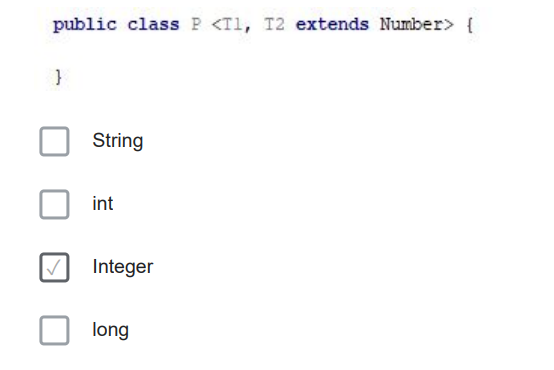 public class P <T1, T2 extends Number> {
}
String
int
Integer
long